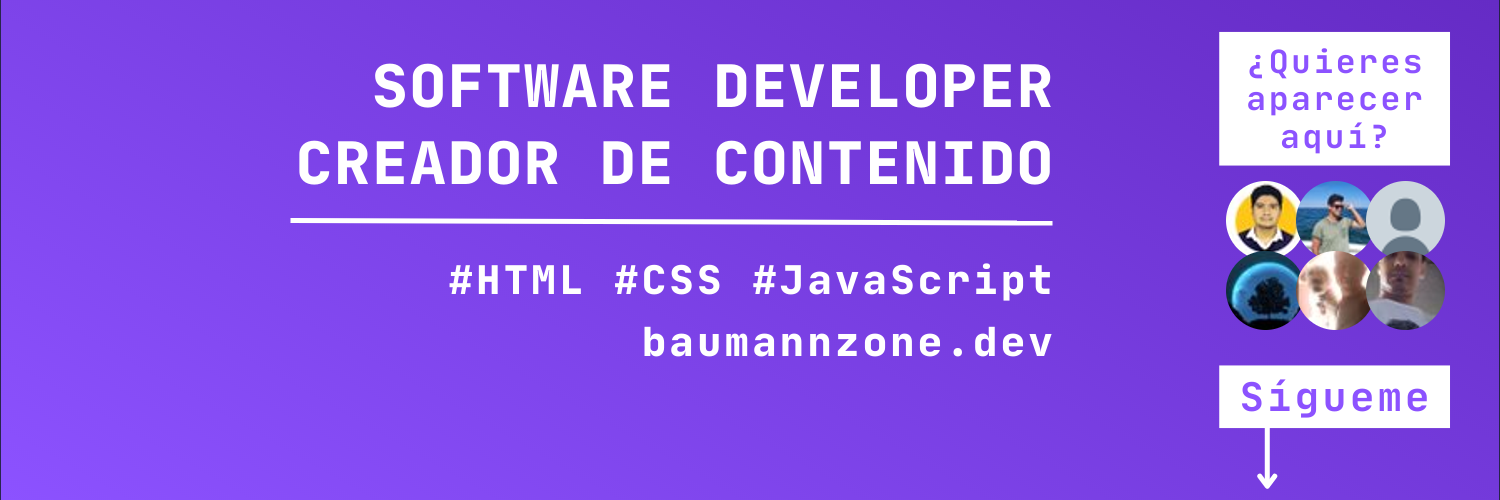 SOFTWARE DEVELOPER
CREADOR DE CONTENIDO
#HTML #CSS #JavaScript
baumannzone.dev
¿Quieres
aparecer
aquí?
Sígueme